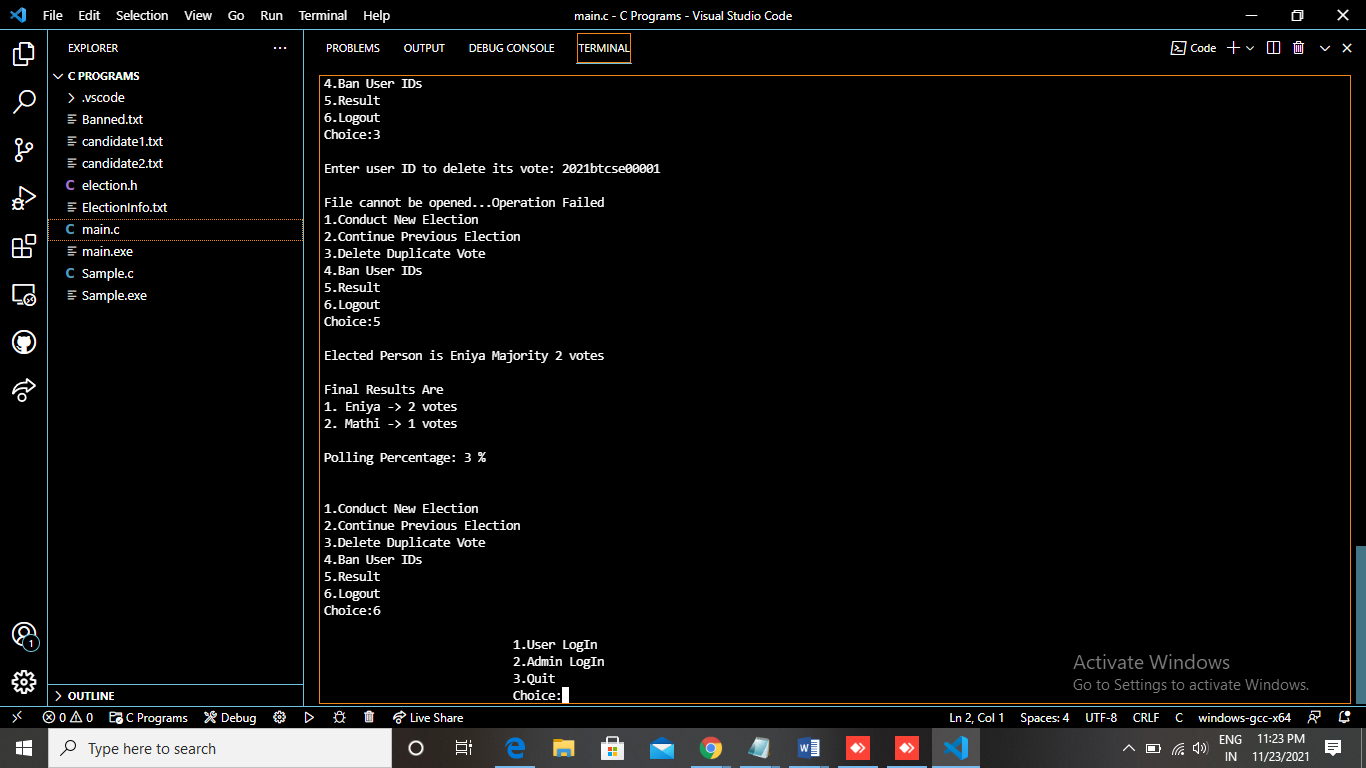 File Edit Selection View Go Run Terminal Help
main.c - C Programs - Visual Studio Code
EXPLORER
C PROGRAMS
.vscode
Banned.txt
candidate1.txt
candidate2.txt
election.h
ElectionInfo.txt
main.c
main.exe
Sample.c
Sample.exe
OUTLINE
PROBLEMS OUTPUT DEBUG CONSOLE TERMINAL
Code
4.Ban User IDs
5.Result
6.Logout
Choice:3
Enter user ID to delete its vote: 2021btcse00001
File cannot be opened...Operation Failed
1.Conduct New Election
2.Continue Previous Election
3.Delete Duplicate Vote
4.Ban User IDs
5.Result
6.Logout
Choice:5
Elected Person is Eniya Majority 2 votes
Final Results Are
1. Eniya -> 2 votes
2. Mathi -> 1 votes
Polling Percentage: 3 %
1.Conduct New Election
2.Continue Previous Election
3.Delete Duplicate Vote
4.Ban User IDs
5.Result
6.Logout
Choice:6
1.User LogIn
2.Admin LogIn
3.Quit
Choice:
Activate Windows
Go to Settings to activate Windows.
1
0 0 C Programs Debug Live Share
Ln 2, Col 1 Spaces: 4 UTF-8 CRLF C windows-gcc-x64
Type here to search
ENG
IN
11:23 PM
11/23/2021